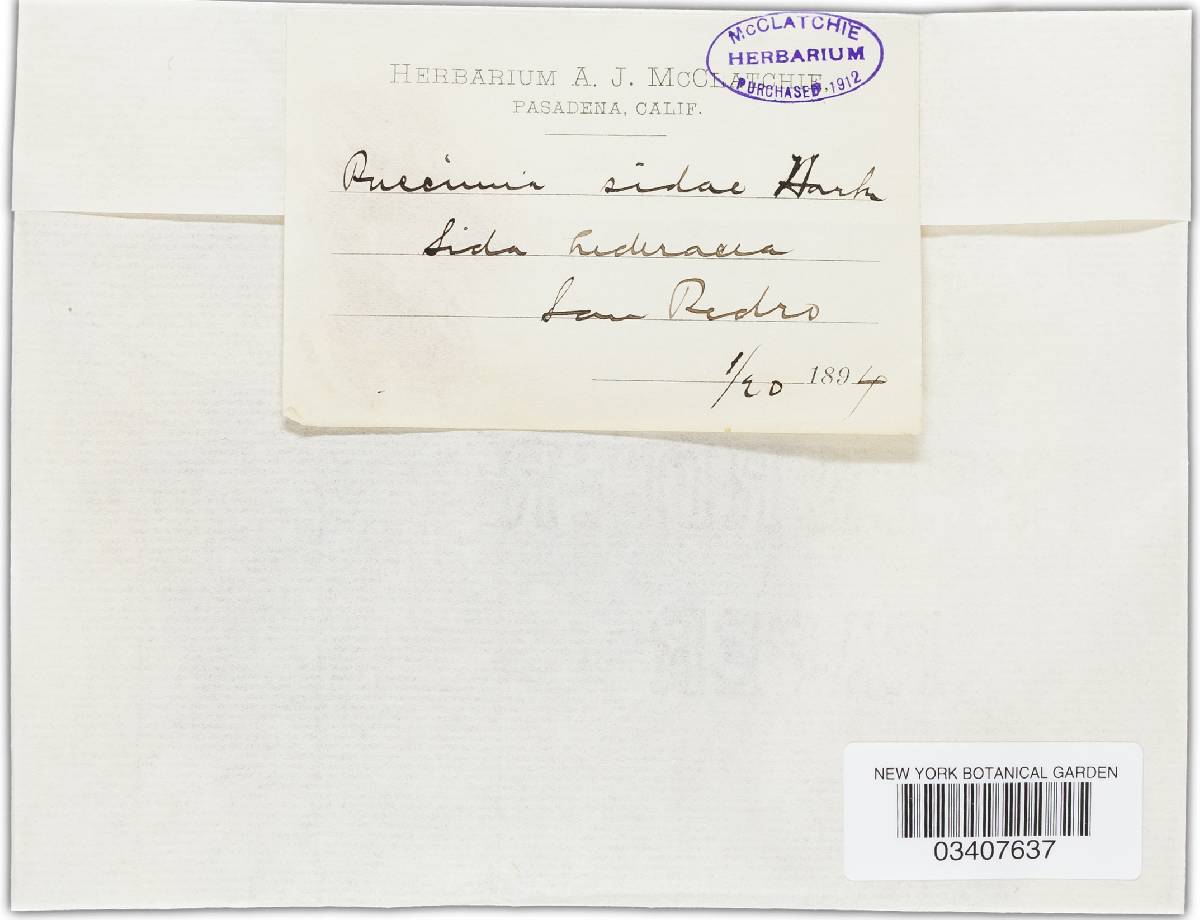 McCLATCHIE
HERBARIUM
PURCHASED, 1912
HERBARIUM A. J. McCLATCHIE,
PASADENA, CALIF.
Puccinia sidae Hark
Sida hederacea
San Pedro
1/20 1894
NEW YORK BOTANICAL GARDEN
03407637